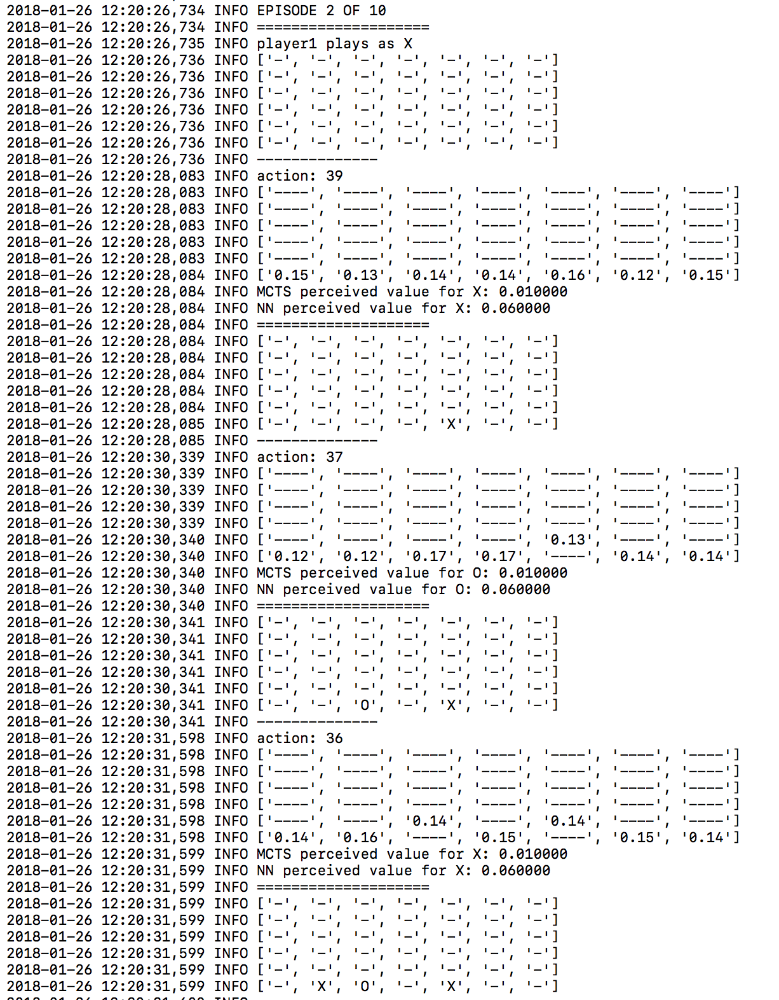 2018-01-26 12:20:26,734 INFO EPISODE 2 OF 10
2018-01-26 12:20:26,734 INFO ====================
2018-01-26 12:20:26,735 INFO player1 plays as X
2018-01-26 12:20:26,736 INFO ['-', '-', '-', '-', '-', '-', '-']
2018-01-26 12:20:26,736 INFO ['-', '-', '-', '-', '-', '-', '-']
2018-01-26 12:20:26,736 INFO ['-', '-', '-', '-', '-', '-', '-']
2018-01-26 12:20:26,736 INFO ['-', '-', '-', '-', '-', '-', '-']
2018-01-26 12:20:26,736 INFO ['-', '-', '-', '-', '-', '-', '-']
2018-01-26 12:20:26,736 INFO ['-', '-', '-', '-', '-', '-', '-']
2018-01-26 12:20:26,736 INFO --------------
2018-01-26 12:20:28,083 INFO action: 39
2018-01-26 12:20:28,083 INFO ['----', '----', '----', '----', '----', '----', '----']
2018-01-26 12:20:28,083 INFO ['----', '----', '----', '----', '----', '----', '----']
2018-01-26 12:20:28,083 INFO ['----', '----', '----', '----', '----', '----', '----']
2018-01-26 12:20:28,083 INFO ['----', '----', '----', '----', '----', '----', '----']
2018-01-26 12:20:28,083 INFO ['----', '----', '----', '----', '----', '----', '----']
2018-01-26 12:20:28,084 INFO ['0.15', '0.13', '0.14', '0.14', '0.16', '0.12', '0.15']
2018-01-26 12:20:28,084 INFO MCTS perceived value for X: 0.010000
2018-01-26 12:20:28,084 INFO NN perceived value for X: 0.060000
2018-01-26 12:20:28,084 INFO ====================
2018-01-26 12:20:28,084 INFO ['-', '-', '-', '-', '-', '-', '-']
2018-01-26 12:20:28,084 INFO ['-', '-', '-', '-', '-', '-', '-']
2018-01-26 12:20:28,084 INFO ['-', '-', '-', '-', '-', '-', '-']
2018-01-26 12:20:28,084 INFO ['-', '-', '-', '-', '-', '-', '-']
2018-01-26 12:20:28,084 INFO ['-', '-', '-', '-', '-', '-', '-']
2018-01-26 12:20:28,085 INFO ['-', '-', '-', '-', 'X', '-', '-']
2018-01-26 12:20:28,085 INFO --------------
2018-01-26 12:20:30,339 INFO action: 37
2018-01-26 12:20:30,339 INFO ['----', '----', '----', '----', '----', '----', '----']
2018-01-26 12:20:30,339 INFO ['----', '----', '----', '----', '----', '----', '----']
2018-01-26 12:20:30,339 INFO ['----', '----', '----', '----', '----', '----', '----']
2018-01-26 12:20:30,339 INFO ['----', '----', '----', '----', '----', '----', '----']
2018-01-26 12:20:30,340 INFO ['----', '----', '----', '----', '0.13', '----', '----']
2018-01-26 12:20:30,340 INFO ['0.12', '0.12', '0.17', '0.17', '----', '0.14', '0.14']
2018-01-26 12:20:30,340 INFO MCTS perceived value for O: 0.010000
2018-01-26 12:20:30,340 INFO NN perceived value for O: 0.060000
2018-01-26 12:20:30,340 INFO ====================
2018-01-26 12:20:30,341 INFO ['-', '-', '-', '-', '-', '-', '-']
2018-01-26 12:20:30,341 INFO ['-', '-', '-', '-', '-', '-', '-']
2018-01-26 12:20:30,341 INFO ['-', '-', '-', '-', '-', '-', '-']
2018-01-26 12:20:30,341 INFO ['-', '-', '-', '-', '-', '-', '-']
2018-01-26 12:20:30,341 INFO ['-', '-', '-', '-', '-', '-', '-']
2018-01-26 12:20:30,341 INFO ['-', '-', 'O', '-', 'X', '-', '-']
2018-01-26 12:20:30,341 INFO --------------
2018-01-26 12:20:31,598 INFO action: 36
2018-01-26 12:20:31,598 INFO ['----', '----', '----', '----', '----', '----', '----']
2018-01-26 12:20:31,598 INFO ['----', '----', '----', '----', '----', '----', '----']
2018-01-26 12:20:31,598 INFO ['----', '----', '----', '----', '----', '----', '----']
2018-01-26 12:20:31,598 INFO ['----', '----', '----', '----', '----', '----', '----']
2018-01-26 12:20:31,598 INFO ['----', '----', '0.14', '----', '0.14', '----', '----']
2018-01-26 12:20:31,598 INFO ['0.14', '0.16', '----', '0.15', '----', '0.15', '0.14']
2018-01-26 12:20:31,599 INFO MCTS perceived value for X: 0.010000
2018-01-26 12:20:31,599 INFO NN perceived value for X: 0.060000
2018-01-26 12:20:31,599 INFO ====================
2018-01-26 12:20:31,599 INFO ['-', '-', '-', '-', '-', '-', '-']
2018-01-26 12:20:31,599 INFO ['-', '-', '-', '-', '-', '-', '-']
2018-01-26 12:20:31,599 INFO ['-', '-', '-', '-', '-', '-', '-']
2018-01-26 12:20:31,599 INFO ['-', '-', '-', '-', '-', '-', '-']
2018-01-26 12:20:31,599 INFO ['-', '-', '-', '-', '-', '-', '-']
2018-01-26 12:20:31,599 INFO ['-', 'X', 'O', '-', 'X', '-', '-']